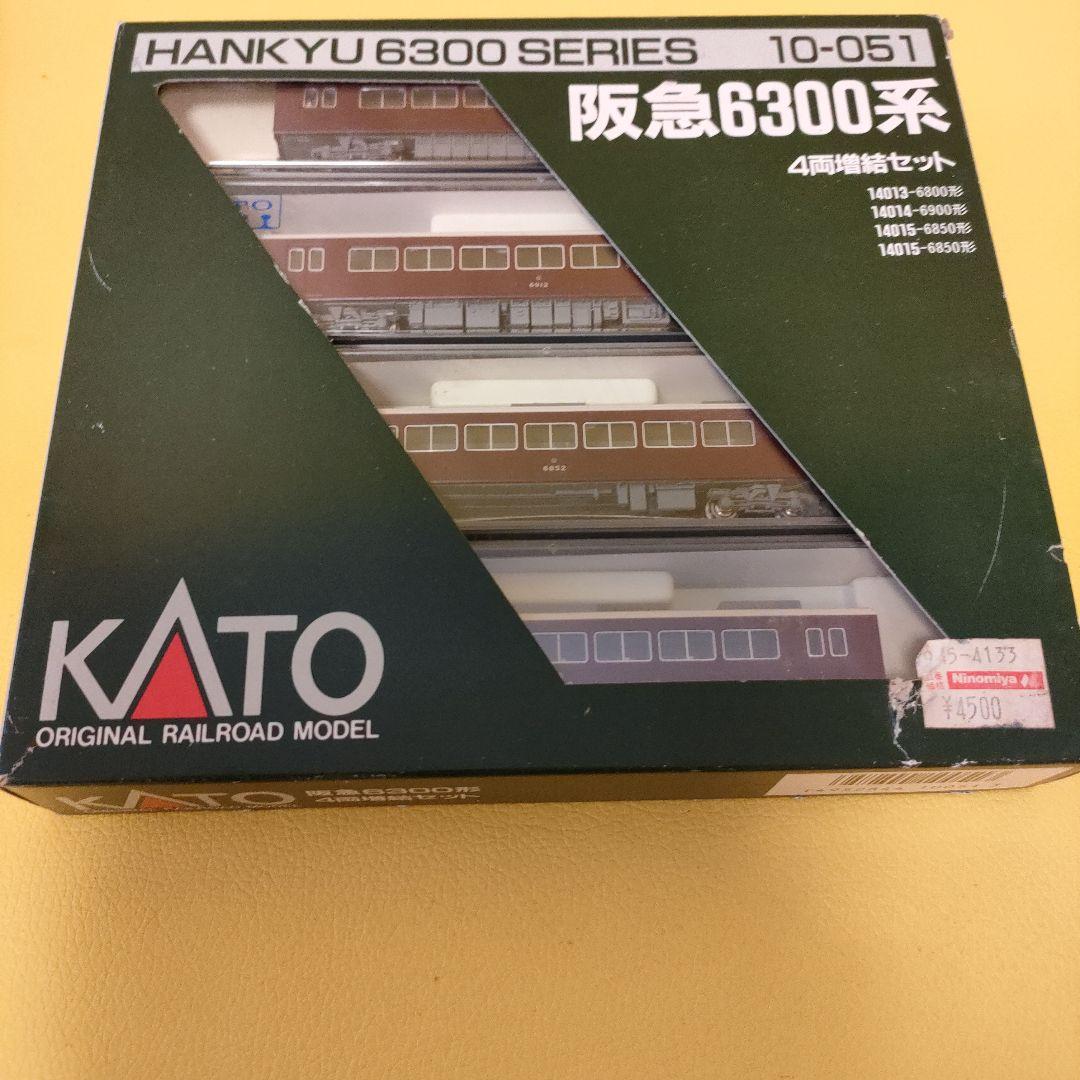 HANKYU 6300 SERIES 10-051
阪急6300系
4両増結セット
14013-6800形
14014-6900形
14015-6850形
14015-6850形
6912
6852
KATO
ORIGINAL RAILROAD MODEL
45-A133
Ninomiya
¥4500
KATO 阪急6300形
4両増結セット